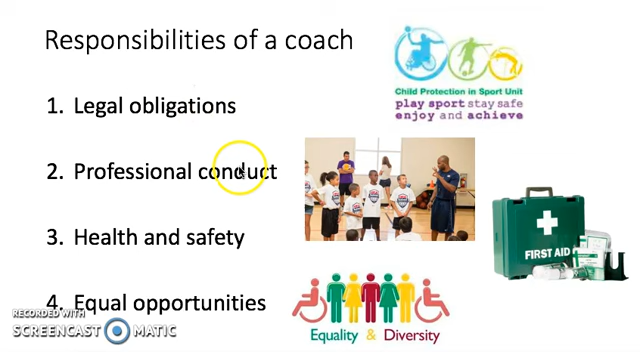 Responsibilities of a coach
1. Legal obligations
2. Professional conduct
3. Health and safety
4. Equal opportunities
Child Protection in Sport Unit
play sport stay safe
enjoy and achieve
FIRST AID
Equality & Diversity
RECORDED WITH
SCREENCAST MATIC